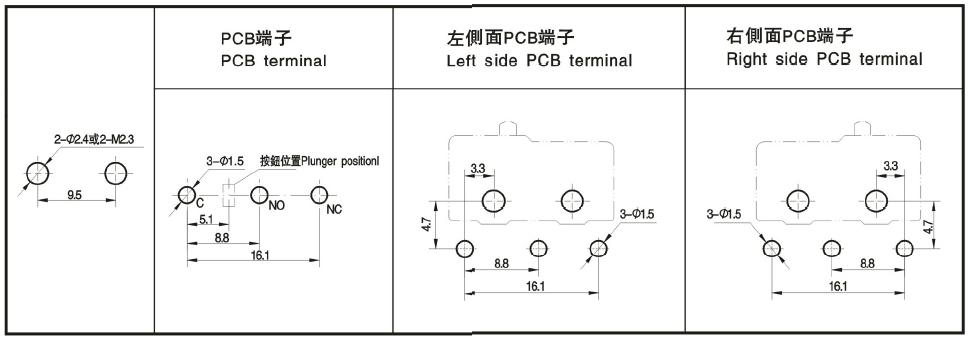 PCB端子
PCB terminal
左側面PCB端子
Left side PCB terminal
右側面PCB端子
Right side PCB terminal
2-Φ2.4或2-M2.3
9.5
3-Φ1.5
按鈕位置Plunger positionl
C
NO
NC
5.1
8.8
16.1
3.3
4.7
3-Φ1.5
8.8
16.1
3.3
3-Φ1.5
4.7
8.8
16.1